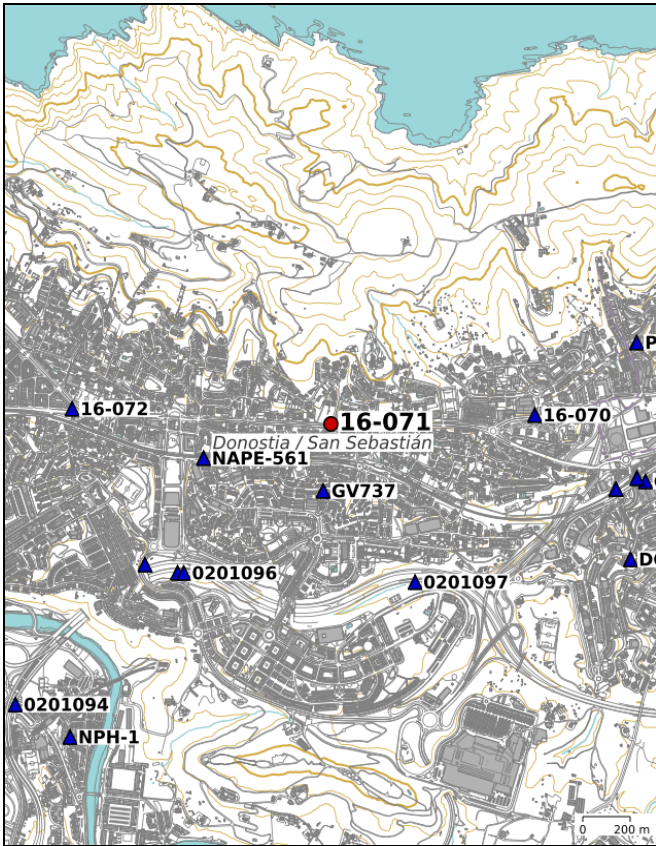 P
16-072
16-071
16-070
Donostia / San Sebastián
NAPE-561
GV737
0201096
0201097
0201094
NPH-1
0 200 m